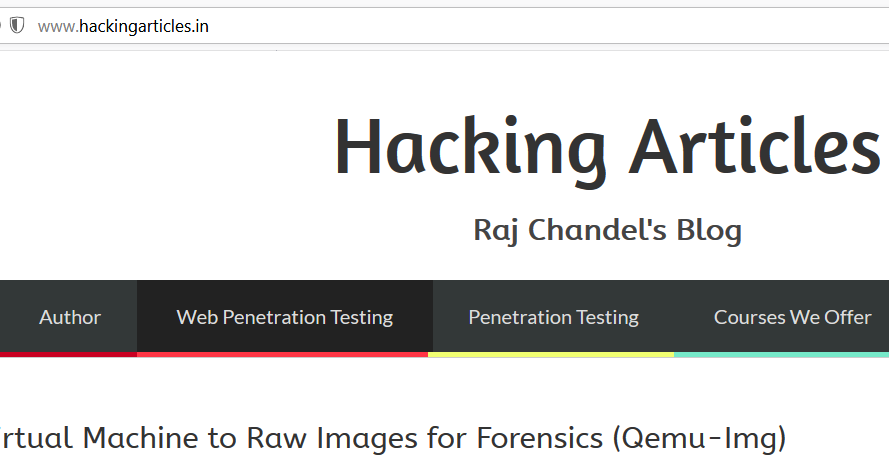 www.hackingarticles.in
Hacking Articles
Raj Chandel's Blog
Author Web Penetration Testing Penetration Testing Courses We Offer
Machine to Raw Images for Forensics (Qemu-Img)